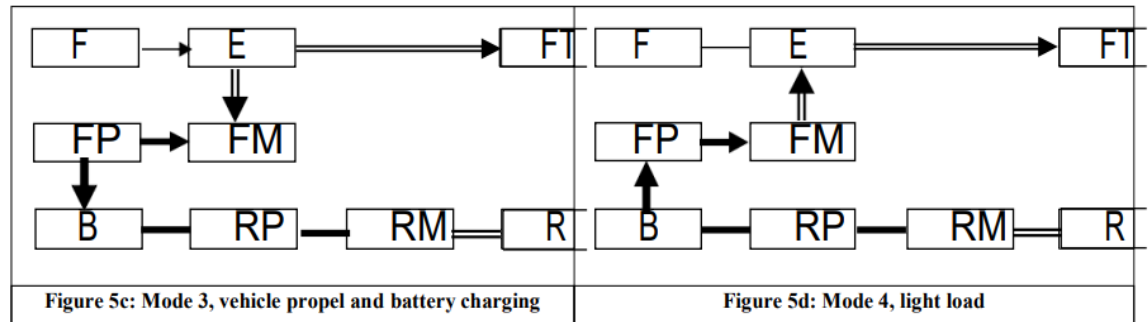 F E FT
FP FM
B RP RM R
Figure 5c: Mode 3, vehicle propel and battery charging
F E FT
FP FM
B RP RM R
Figure 5d: Mode 4, light load